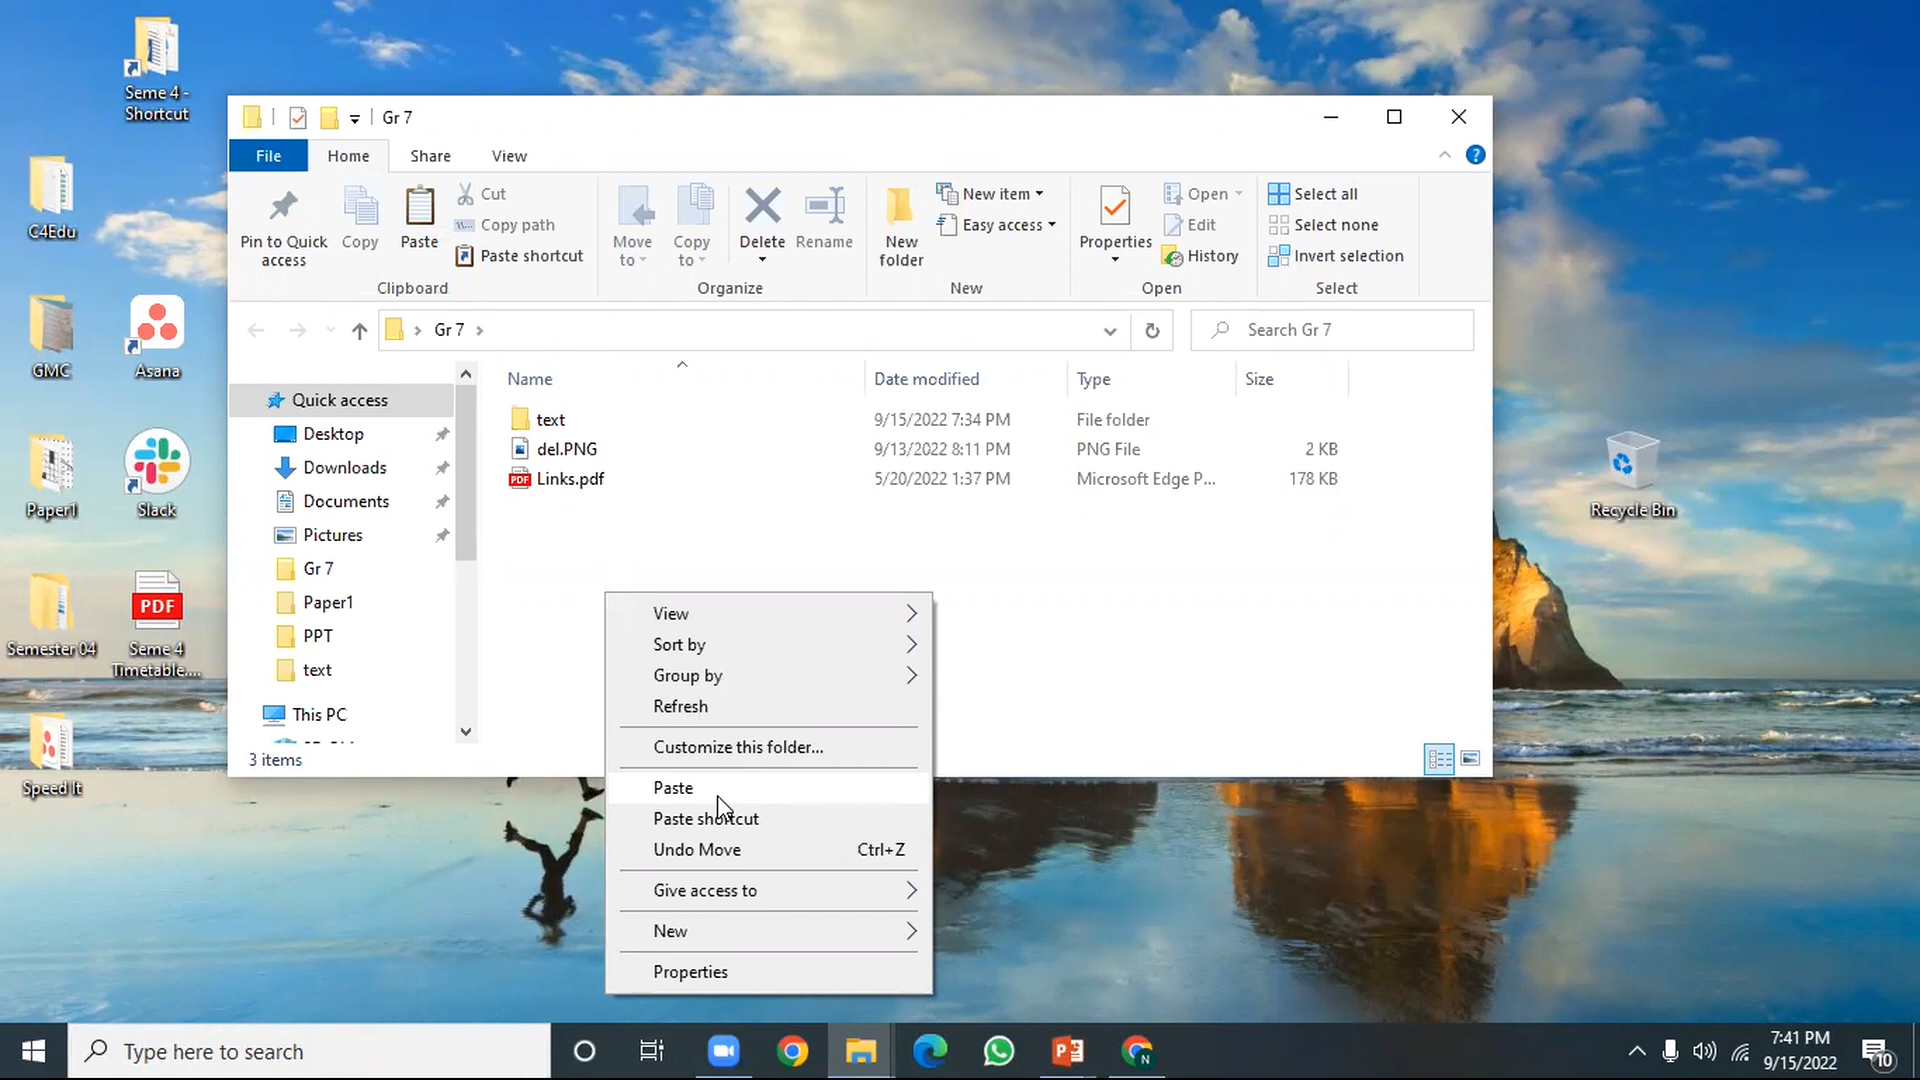 Seme 4 -
Shortcut
C4Edu
GMC
Asana
Paper1
Slack
Semester 04
PDF
Seme 4
Timetable....
Speed It
Recycle Bin
Gr 7
File Home Share View
Pin to Quick
access
Copy
Paste
Cut
Copy path
Paste shortcut
Clipboard
Move
to
Copy
to
Delete
Rename
Organize
New
folder
New item
Easy access
New
Properties
Open
Edit
History
Open
Select all
Select none
Invert selection
Select
Gr 7
Search Gr 7
Quick access
Desktop
Downloads
Documents
Pictures
Gr 7
Paper1
PPT
text
This PC
Name Date modified Type Size
text 9/15/2022 7:34 PM File folder
del.PNG 9/13/2022 8:11 PM PNG File 2 KB
PDF Links.pdf 5/20/2022 1:37 PM Microsoft Edge P... 178 KB
3 items
View
Sort by
Group by
Refresh
Customize this folder...
Paste
Paste shortcut
Undo Move Ctrl+Z
Give access to
New
Properties
Type here to search
N
7:41 PM
9/15/2022
10